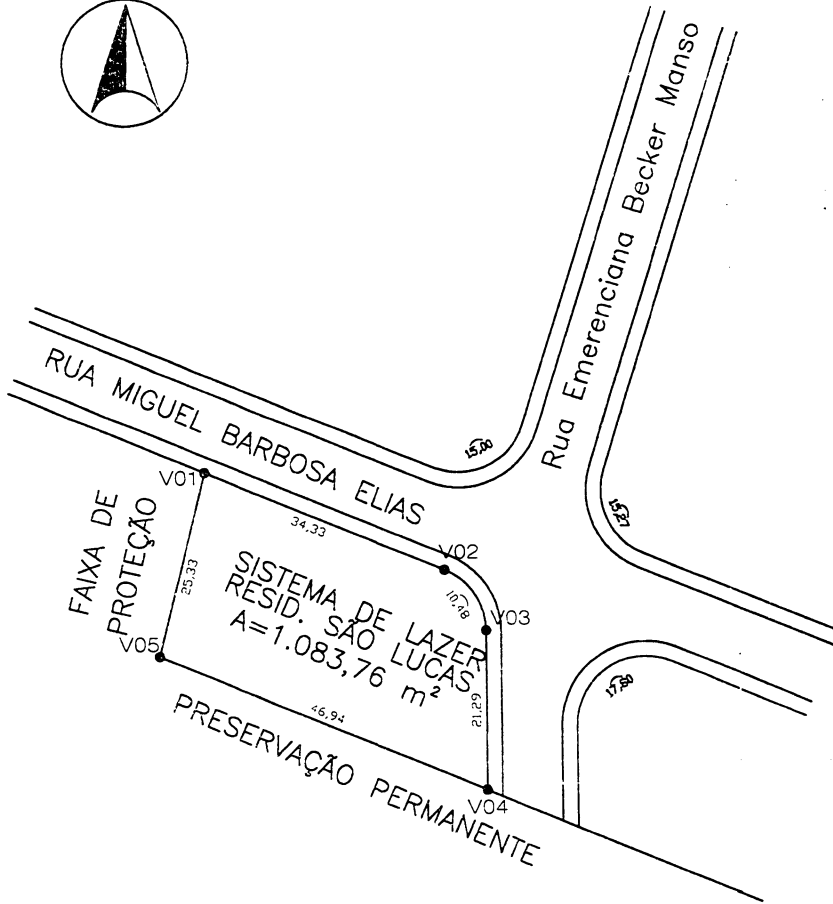 Rua Emerenciana Becker Manso
RUA MIGUEL BARBOSA ELIAS
15,00
15,27
V01
34,33
V02
FAIXA DE
PROTEÇÃO
25,33
SISTEMA DE LAZER
RESID. SÃO LUCAS
A=1.083,76 m²
10,48
V03
V05
46,94
21,29
17,50
PRESERVAÇÃO PERMANENTE
V04